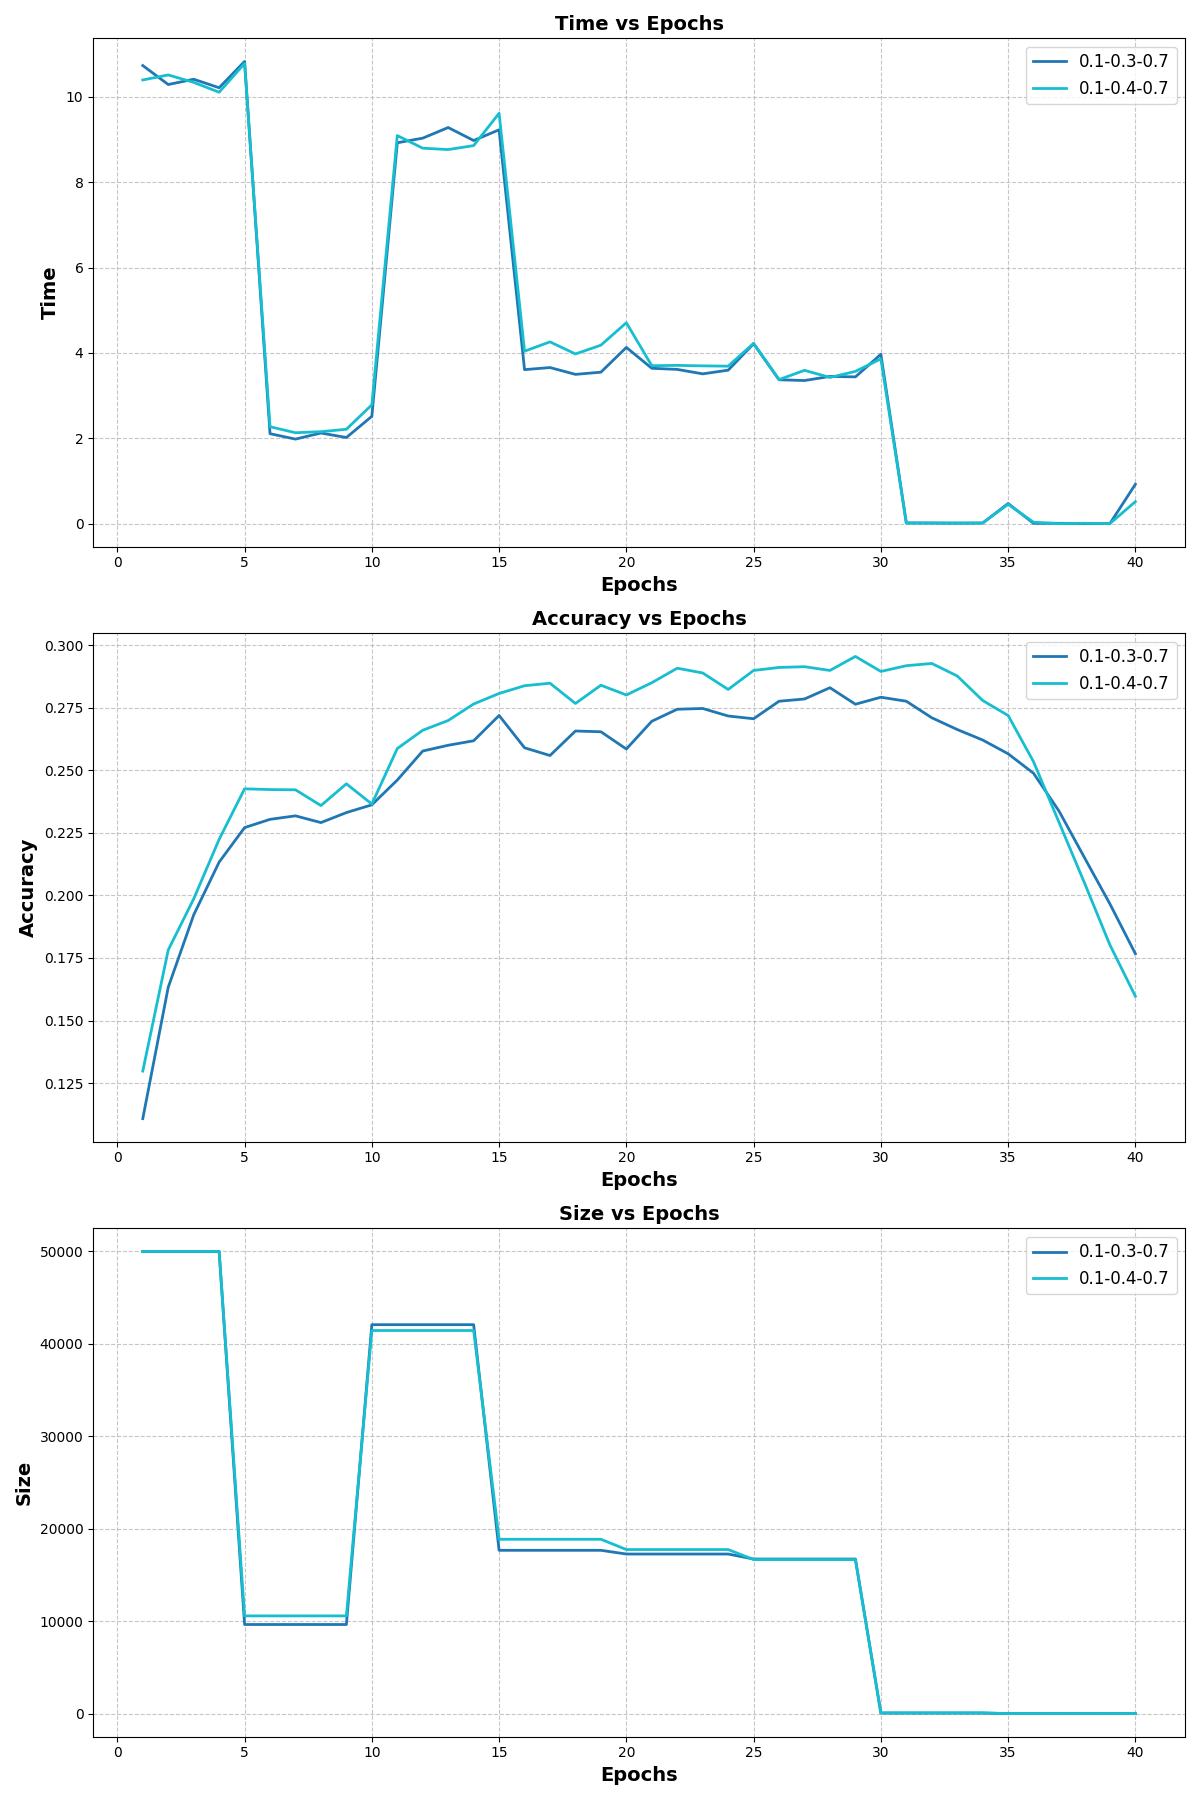 Time vs Epochs
0.1-0.3-0.7
0.1-0.4-0.7
10
8
6
4
2
0
Time
0 5 10 15 20 25 30 35 40
Epochs
Accuracy vs Epochs
0.1-0.3-0.7
0.1-0.4-0.7
0.300
0.275
0.250
0.225
0.200
0.175
0.150
0.125
Accuracy
0 5 10 15 20 25 30 35 40
Epochs
Size vs Epochs
0.1-0.3-0.7
0.1-0.4-0.7
50000
40000
30000
20000
10000
0
Size
0 5 10 15 20 25 30 35 40
Epochs